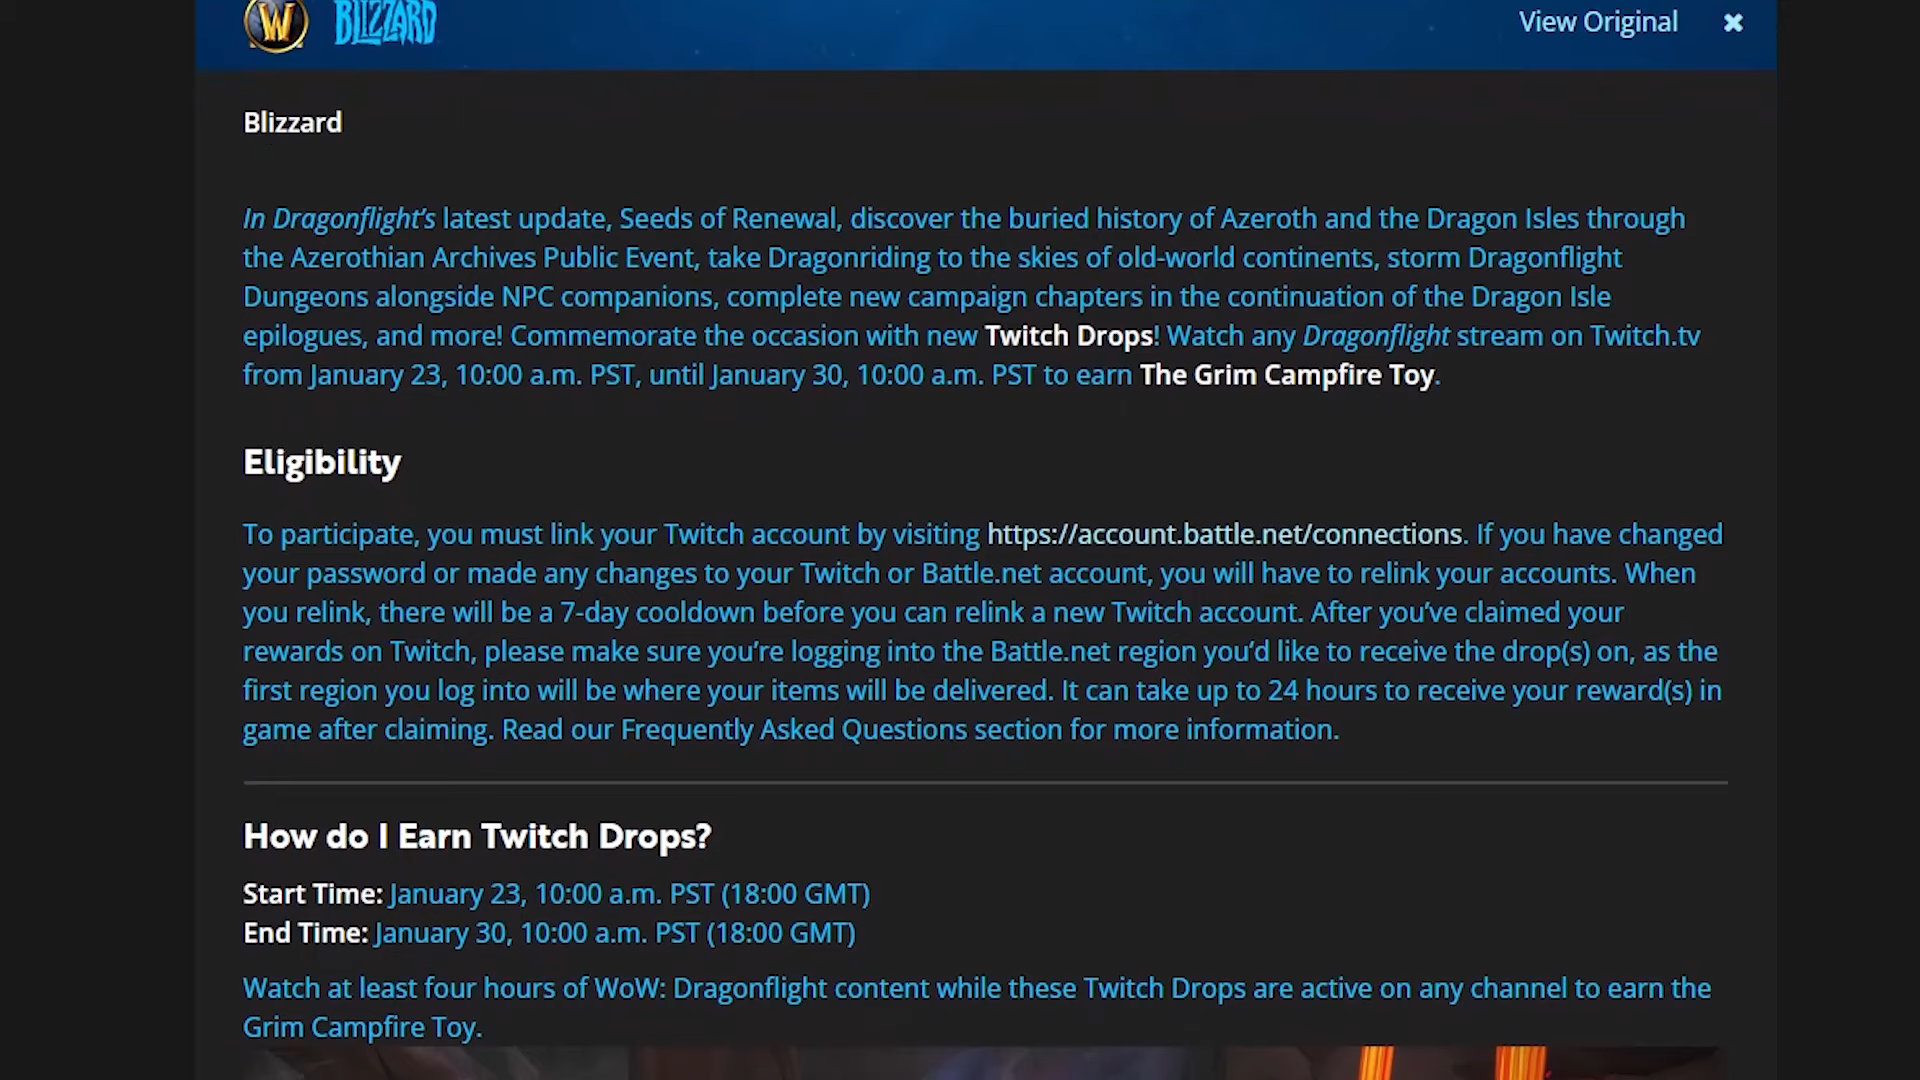 W BLIZZARD
View Original ✖
Blizzard
In Dragonflight’s latest update, Seeds of Renewal, discover the buried history of Azeroth and the Dragon Isles through
the Azerothian Archives Public Event, take Dragonriding to the skies of old-world continents, storm Dragonflight
Dungeons alongside NPC companions, complete new campaign chapters in the continuation of the Dragon Isle
epilogues, and more! Commemorate the occasion with new Twitch Drops! Watch any Dragonflight stream on Twitch.tv
from January 23, 10:00 a.m. PST, until January 30, 10:00 a.m. PST to earn The Grim Campfire Toy.
Eligibility
To participate, you must link your Twitch account by visiting https://account.battle.net/connections. If you have changed
your password or made any changes to your Twitch or Battle.net account, you will have to relink your accounts. When
you relink, there will be a 7-day cooldown before you can relink a new Twitch account. After you’ve claimed your
rewards on Twitch, please make sure you’re logging into the Battle.net region you’d like to receive the drop(s) on, as the
first region you log into will be where your items will be delivered. It can take up to 24 hours to receive your reward(s) in
game after claiming. Read our Frequently Asked Questions section for more information.
How do I Earn Twitch Drops?
Start Time: January 23, 10:00 a.m. PST (18:00 GMT)
End Time: January 30, 10:00 a.m. PST (18:00 GMT)
Watch at least four hours of WoW: Dragonflight content while these Twitch Drops are active on any channel to earn the
Grim Campfire Toy.